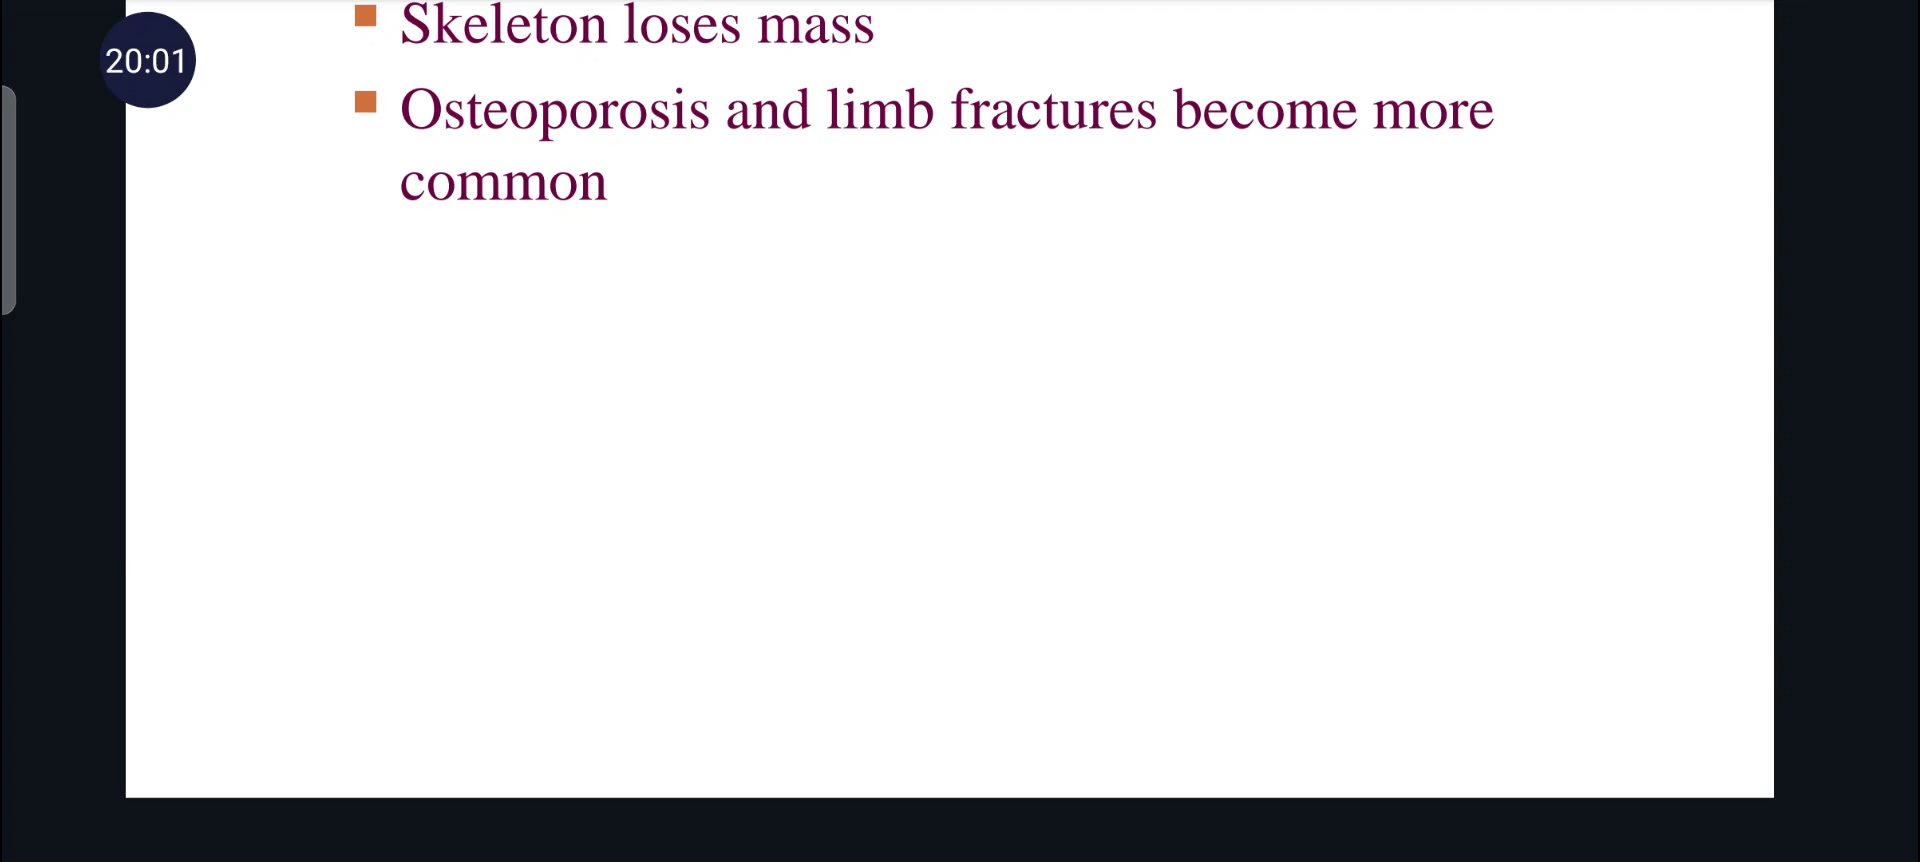 Skeleton loses mass
20:01
Osteoporosis and limb fractures become more
common